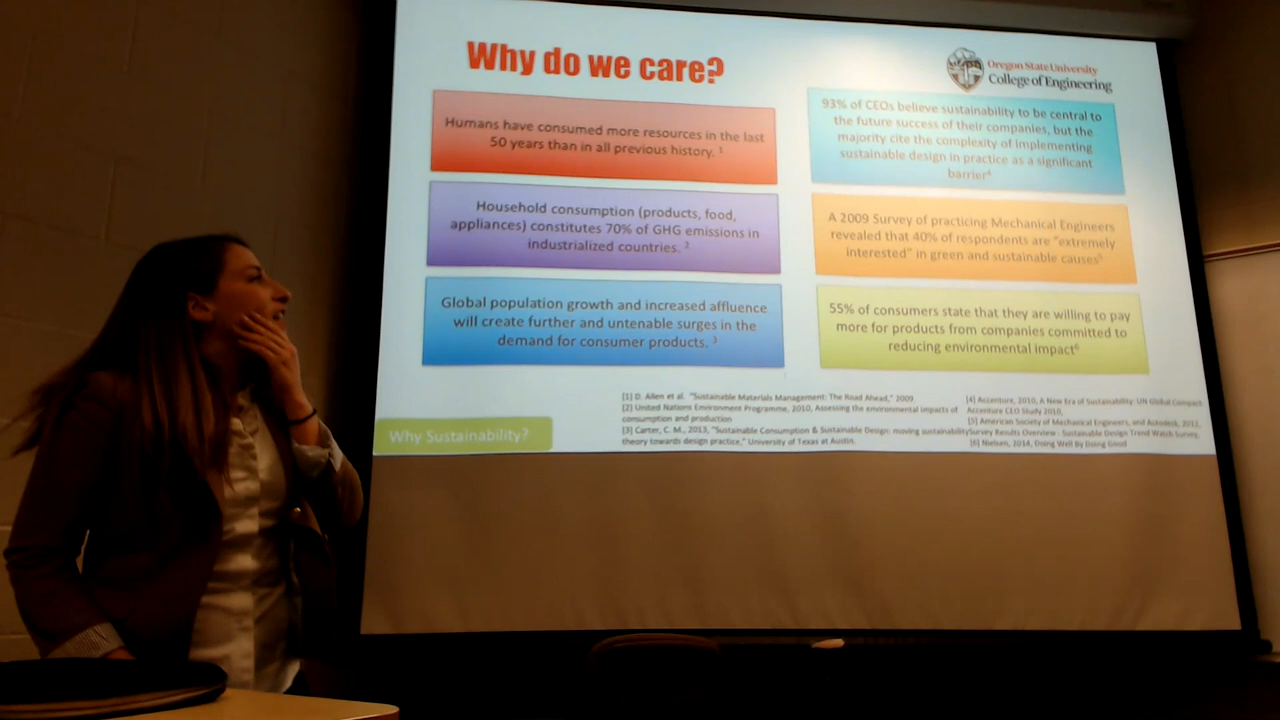 Why do we care?
Oregon State University
College of Engineering
Humans have consumed more resources in the last
50 years than in all previous history. 1
Household consumption (products, food,
appliances) constitutes 70% of GHG emissions in
industrialized countries. 2
Global population growth and increased affluence
will create further and untenable surges in the
demand for consumer products. 3
93% of CEOs believe sustainability to be central to
the future success of their companies, but the
majority cite the complexity of implementing
sustainable design in practice as a significant
barrier4
A 2009 Survey of practicing Mechanical Engineers
revealed that 40% of respondents are "extremely
interested" in green and sustainable causes5
55% of consumers state that they are willing to pay
more for products from companies committed to
reducing environmental impact6
Why Sustainability?
[1] D. Allen et al. "Sustainable Materials Management: The Road Ahead," 2009
[2] United Nations Environment Programme, 2010, Assessing the environmental impacts of
consumption and production
[3] Carter, C. M., 2013, "Sustainable Consumption & Sustainable Design: moving sustainability
theory towards design practice," University of Texas at Austin.
[4] Accenture, 2010, A New Era of Sustainability: UN Global Compact
Accenture CEO Study 2010,
[5] American Society of Mechanical Engineers, and Autodesk, 2012,
Survey Results Overview - Sustainable Design Trend Watch Survey,
[6] Nielsen, 2014, Doing Well By Doing Good